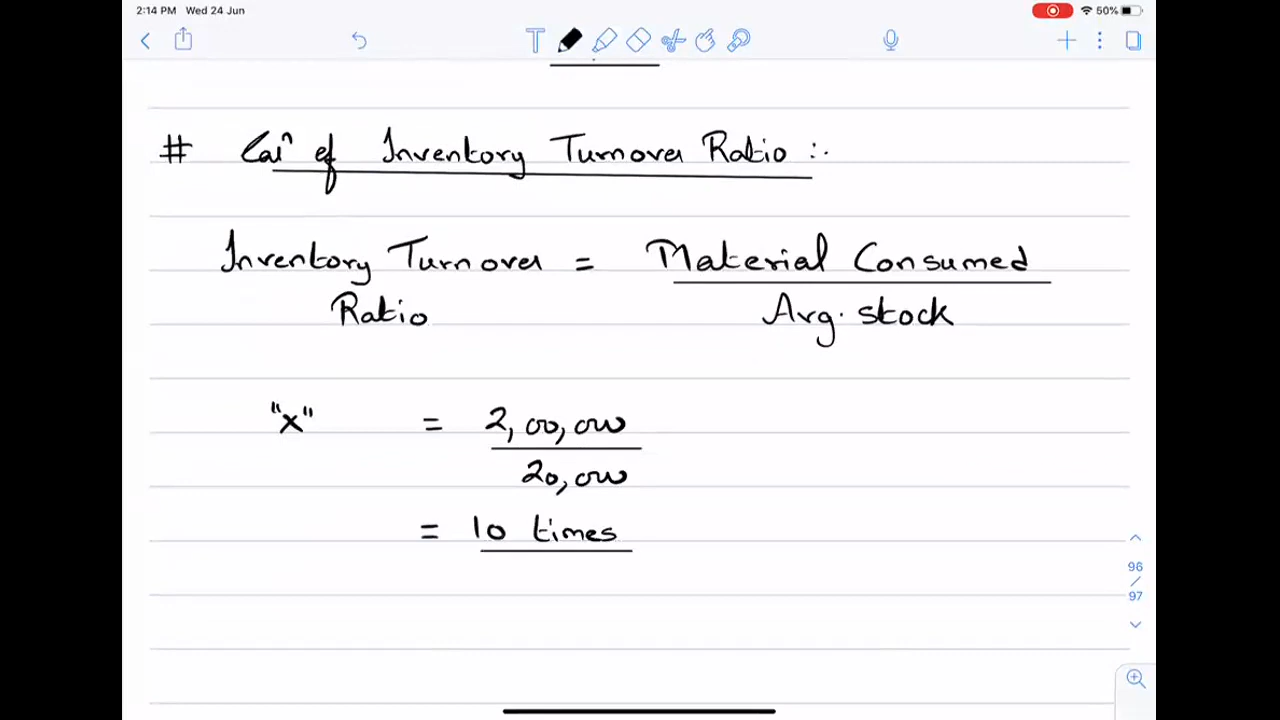 2:14 PM Wed 24 Jun
50%
T
# Calⁿ of Inventory Turnover Ratio :-
Inventory Turnover = Material Consumed
Ratio Avg. stock
"x" = 2,00,000
20,000
= 10 times
96
/
97